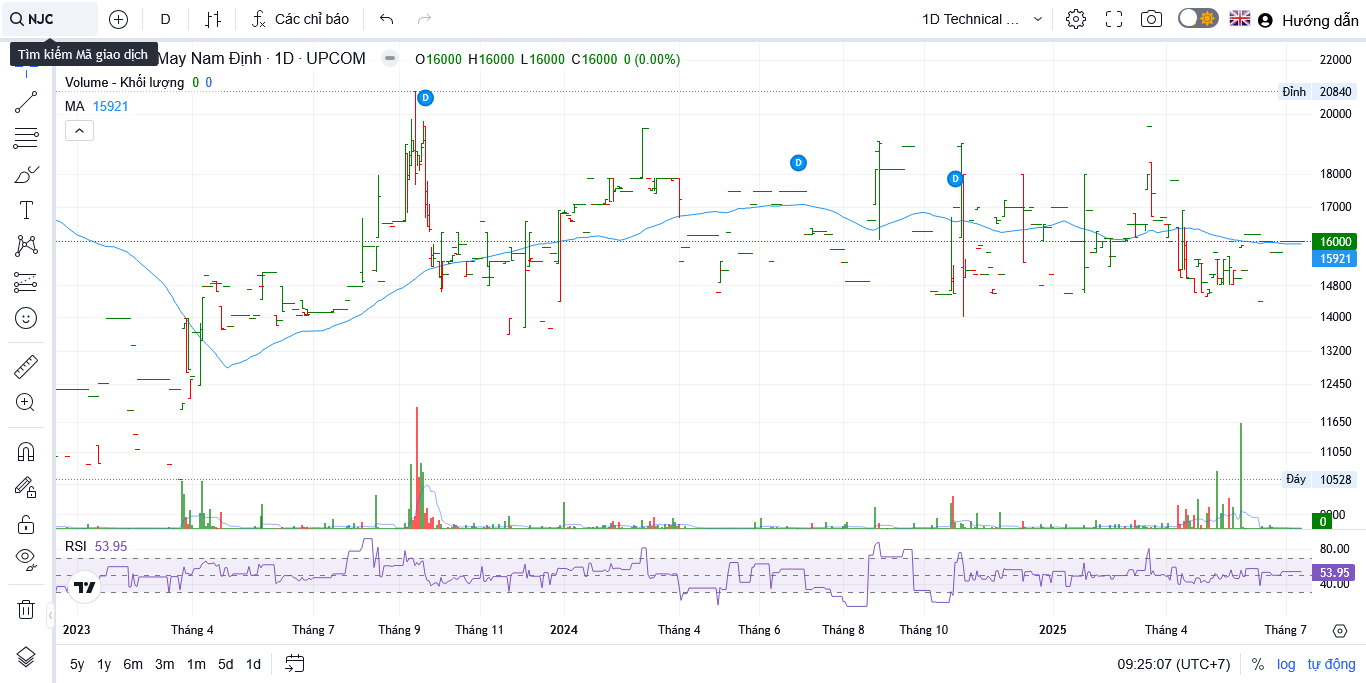 NJC
D
Các chỉ báo
1D Technical ...
Hướng dẫn
Tìm kiếm Mã giao dịch
May Nam Định · 1D · UPCOM
O16000 H16000 L16000 C16000 0 (0.00%)
Volume - Khối lượng 0 0
MA 15921
D
D
D
22000
Đỉnh 20840
20000
18000
17000
16000
15921
14800
14000
13200
12450
11650
11050
Đáy 10528
0
RSI 53.95
80.00
53.95
40.00
2023 Tháng 4 Tháng 7 Tháng 9 Tháng 11 2024 Tháng 4 Tháng 6 Tháng 8 Tháng 10 2025 Tháng 4 Tháng 7
5y 1y 6m 3m 1m 5d 1d
09:25:07 (UTC+7) % log tự động